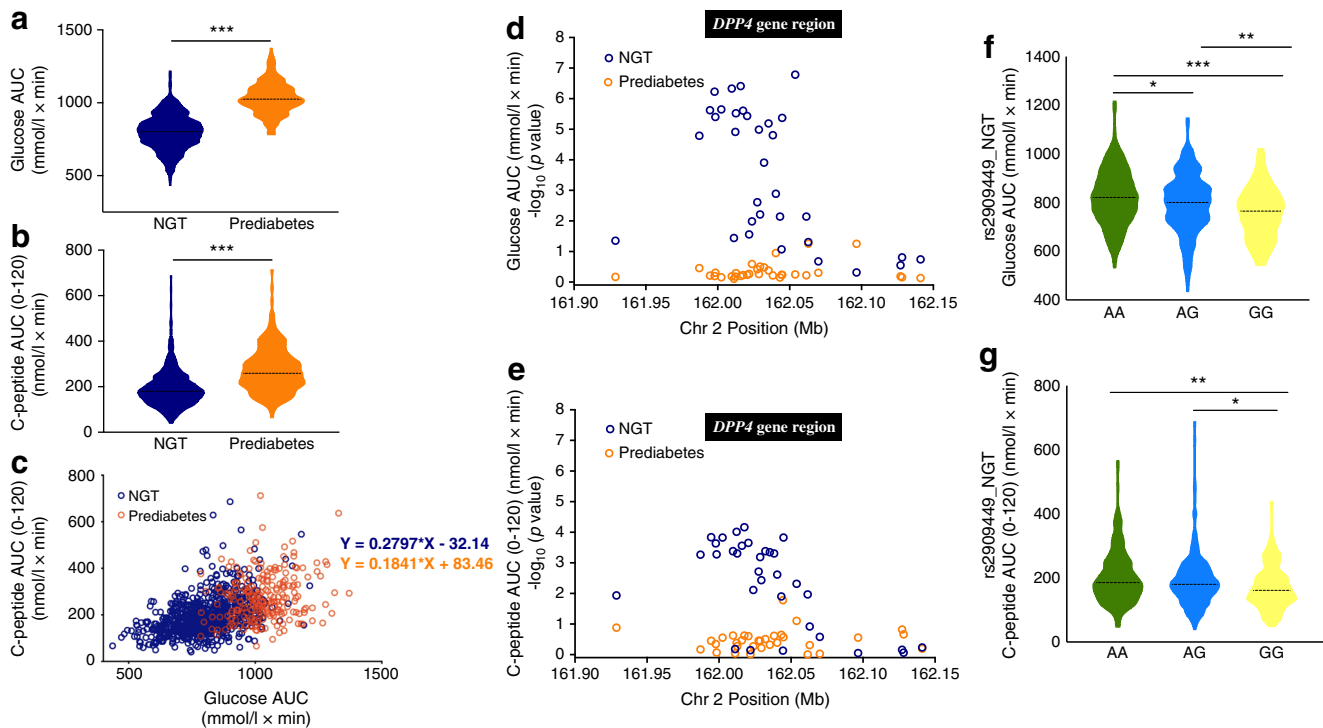 a
1500
1000
500
Glucose AUC
(mmol/l × min)
***
NGT
Prediabetes
b
800
600
400
200
0
C-peptide AUC (0-120)
(nmol/l × min)
***
NGT
Prediabetes
c
800
600
400
200
0
C-peptide AUC (0-120)
(nmol/l × min)
NGT
Prediabetes
Y = 0.2797*X - 32.14
Y = 0.1841*X + 83.46
500
1000
1500
Glucose AUC
(mmol/l × min)
d
DPP4 gene region
8
7
6
5
4
3
2
1
0
Glucose AUC (mmol/l × min)
-log10 (p value)
NGT
Prediabetes
161.90
161.95
162.00
162.05
162.10
162.15
Chr 2 Position (Mb)
e
DPP4 gene region
8
7
6
5
4
3
2
1
0
C-peptide AUC (0-120) (nmol/l × min)
-log10 (p value)
NGT
Prediabetes
161.90
161.95
162.00
162.05
162.10
162.15
Chr 2 Position (Mb)
f
1400
1200
1000
800
600
400
rs2909449_NGT
Glucose AUC (mmol/l × min)
**
***
*
AA
AG
GG
g
800
600
400
200
0
rs2909449_NGT
C-peptide AUC (0-120) (nmol/l × min)
**
*
AA
AG
GG